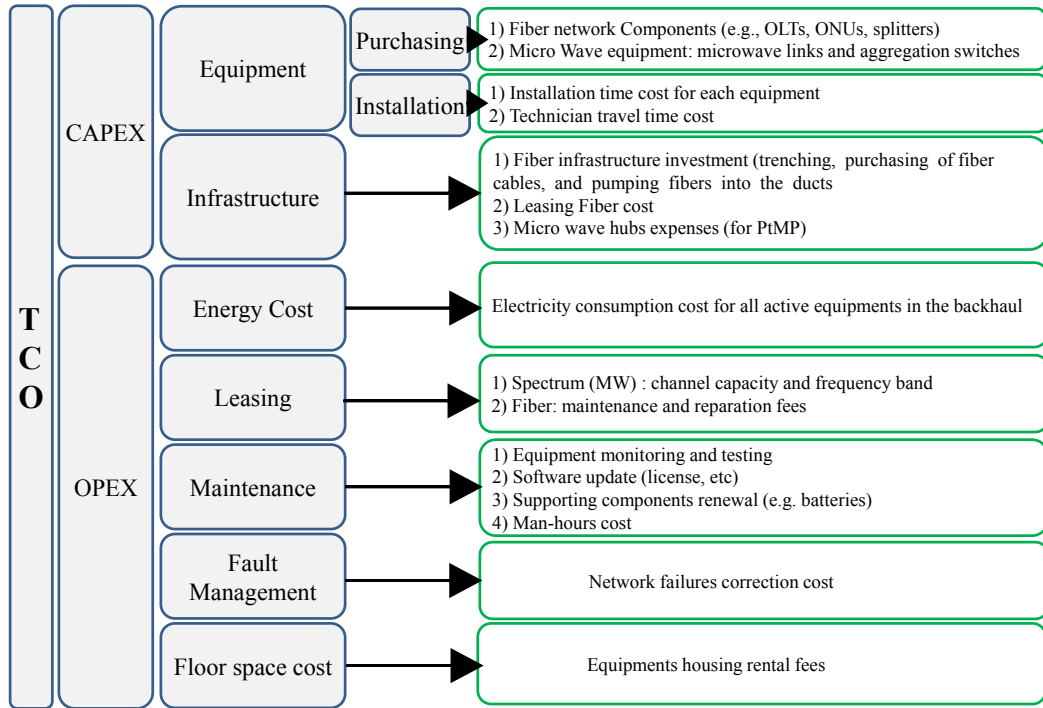 T
C
O
CAPEX
Equipment
Purchasing
1) Fiber network Components (e.g., OLTs, ONUs, splitters)
2) Micro Wave equipment: microwave links and aggregation switches
Installation
1) Installation time cost for each equipment
2) Technician travel time cost
Infrastructure
1) Fiber infrastructure investment (trenching, purchasing of fiber
cables, and pumping fibers into the ducts
2) Leasing Fiber cost
3) Micro wave hubs expenses (for PtMP)
OPEX
Energy Cost
Electricity consumption cost for all active equipments in the backhaul
Leasing
1) Spectrum (MW) : channel capacity and frequency band
2) Fiber: maintenance and reparation fees
Maintenance
1) Equipment monitoring and testing
2) Software update (license, etc)
3) Supporting components renewal (e.g. batteries)
4) Man-hours cost
Fault
Management
Network failures correction cost
Floor space cost
Equipments housing rental fees